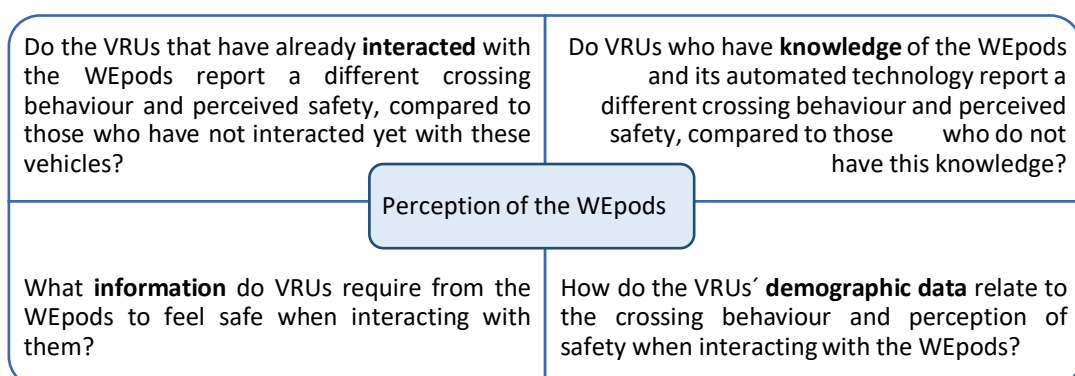 Do the VRUs that have already interacted with
the WEpods report a different crossing
behaviour and perceived safety, compared to
those who have not interacted yet with these
vehicles?
Do VRUs who have knowledge of the WEpods
and its automated technology report a
different crossing behaviour and perceived
safety, compared to those who do not
have this knowledge?
Perception of the WEpods
What information do VRUs require from the
WEpods to feel safe when interacting with
them?
How do the VRUs´ demographic data relate to
the crossing behaviour and perception of
safety when interacting with the WEpods?